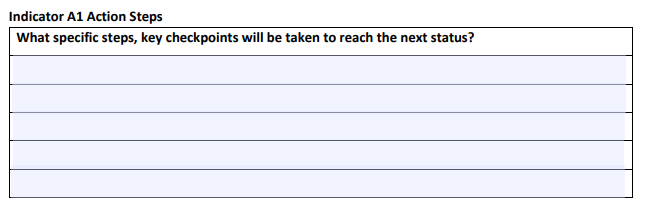 Indicator A1 Action Steps
What specific steps, key checkpoints will be taken to reach the next status?